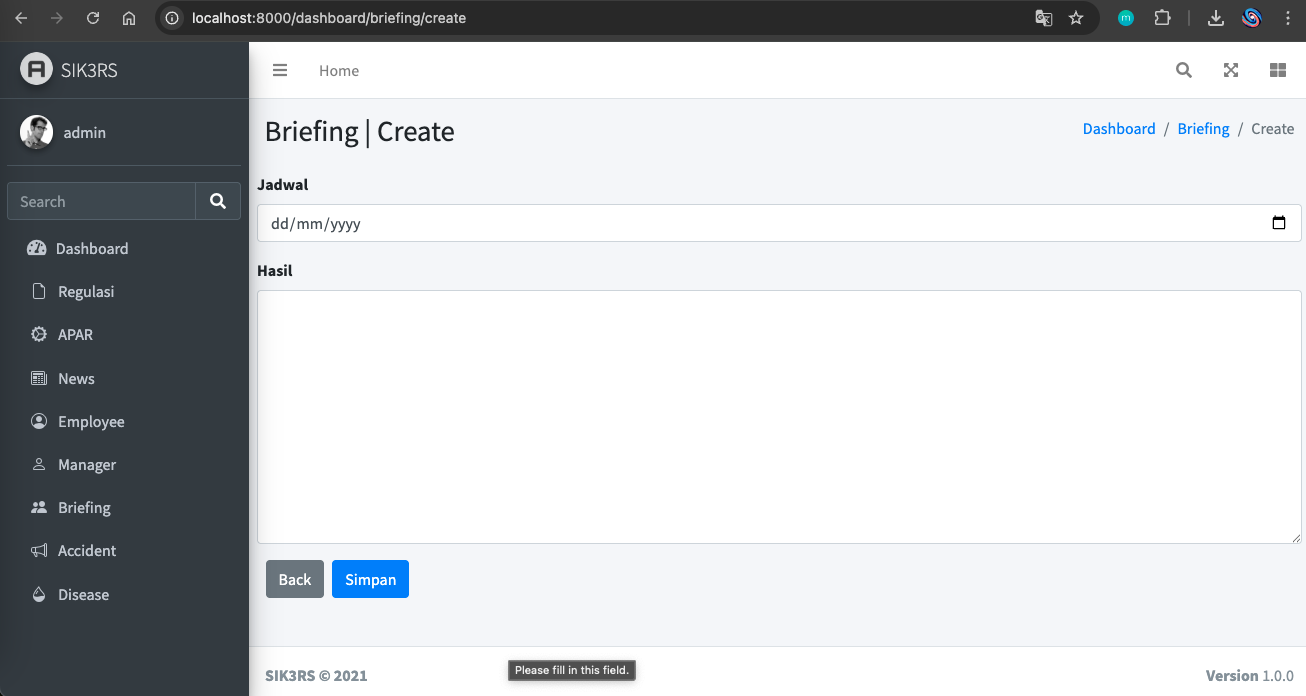 localhost:8000/dashboard/briefing/create
m
SIK3RS
Home
admin
Briefing | Create
Dashboard / Briefing / Create
Search
Dashboard
Regulasi
APAR
News
Employee
Manager
Briefing
Accident
Disease
Jadwal
dd/mm/yyyy
Hasil
Back
Simpan
Please fill in this field.
SIK3RS © 2021
Version 1.0.0